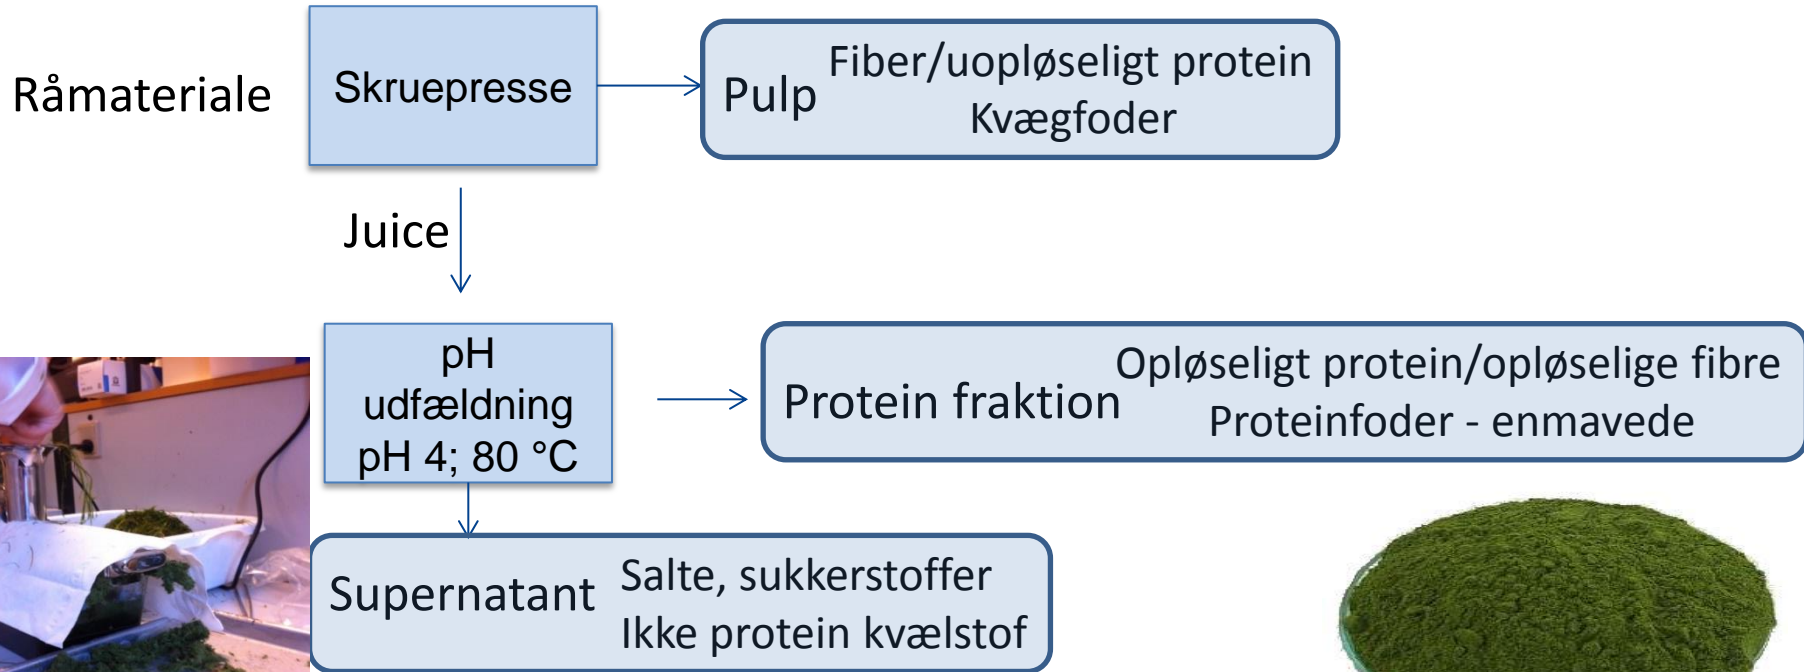 Råmateriale
Skruepresse
Pulp
Fiber/uopløseligt protein
Kvægfoder
Juice
pH
udfældning
pH 4; 80 °C
Protein fraktion
Opløseligt protein/opløselige fibre
Proteinfoder - enmavede
Supernatant
Salte, sukkerstoffer
Ikke protein kvælstof